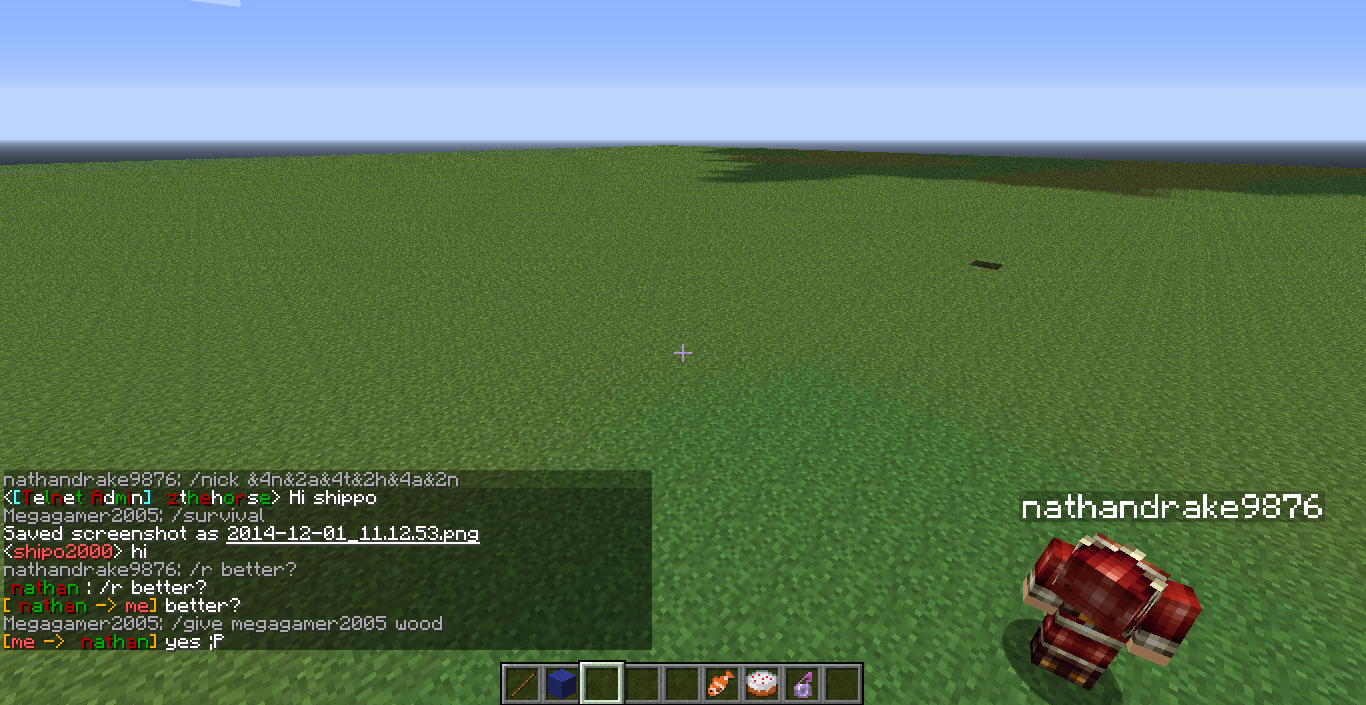 nathandrake9876: /nick &4n&2a&4t&2h&4a&2n
<[Telnet Admin] zthehorse> Hi shippo
Megagamer2005: /survival
Saved screenshot as 2014-12-01_11.12.53.png
<shipo2000> hi
nathandrake9876: /r better?
nathan : /r better?
[ nathan -> me] better?
Megagamer2005: /give megagamer2005 wood
[me -> nathan] yes ;P
nathandrake9876